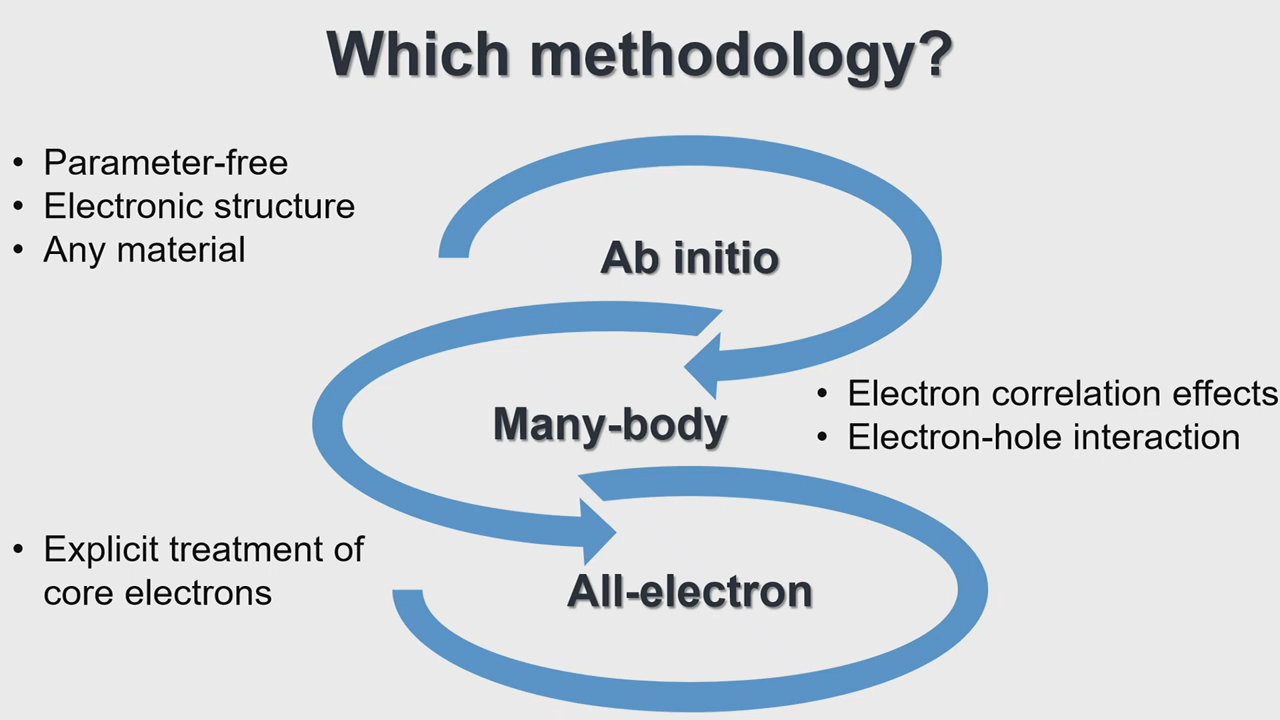 Which methodology?
• Parameter-free
• Electronic structure
• Any material
Ab initio
Many-body
• Electron correlation effects
• Electron-hole interaction
• Explicit treatment of
core electrons
All-electron